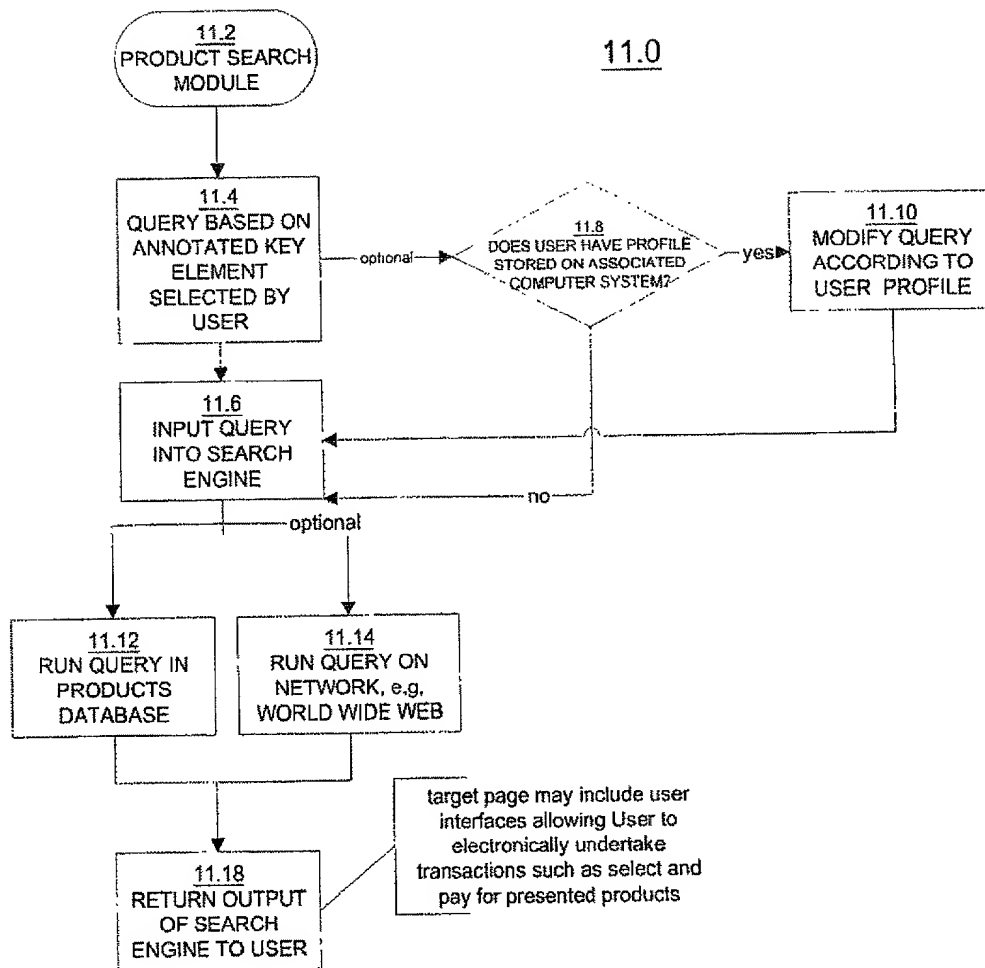 11.2
PRODUCT SEARCH
MODULE
11.0
11.4
QUERY BASED ON
ANNOTATED KEY
ELEMENT
SELECTED BY
USER
optional
11.8
DOES USER HAVE PROFILE
STORED ON ASSOCIATED
COMPUTER SYSTEM?
yes
11.10
MODIFY QUERY
ACCORDING TO
USER PROFILE
11.6
INPUT QUERY
INTO SEARCH
ENGINE
no
optional
11.12
RUN QUERY IN
PRODUCTS
DATABASE
11.14
RUN QUERY ON
NETWORK, e.g,
WORLD WIDE WEB
11.18
RETURN OUTPUT
OF SEARCH
ENGINE TO USER
target page may include user
interfaces allowing User to
electronically undertake
transactions such as select and
pay for presented products